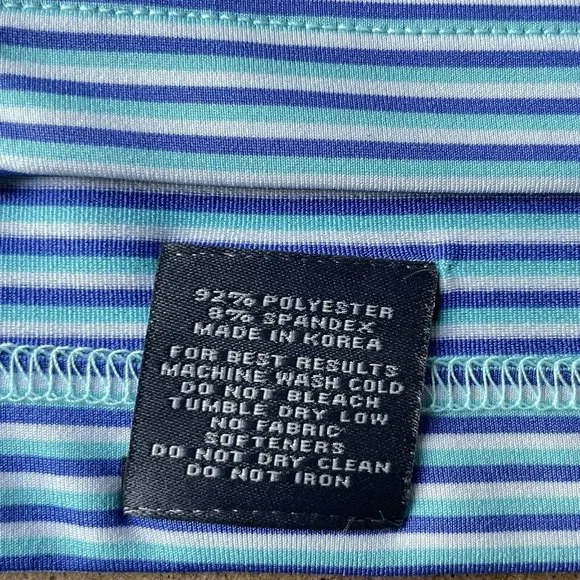 92% POLYESTER
8% SPANDEX
MADE IN KOREA
FOR BEST RESULTS
MACHINE WASH COLD
DO NOT BLEACH
TUMBLE DRY LOW
NO FABRIC
SOFTENERS
DO NOT DRY CLEAN
DO NOT IRON